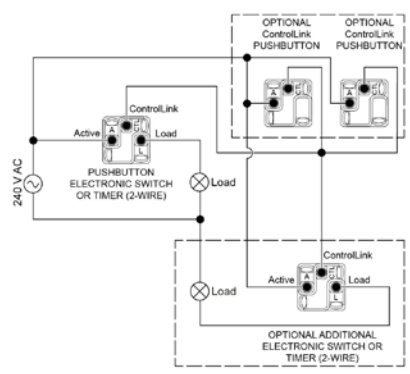 OPTIONAL
ControlLink
PUSHBUTTON
OPTIONAL
ControlLink
PUSHBUTTON
A
C/L
A
C/L
ControlLink
Active
Load
A
C/L
L
240 V AC
PUSHBUTTON
ELECTRONIC SWITCH
OR TIMER (2-WIRE)
Load
Load
ControlLink
Active
Load
A
C/L
L
OPTIONAL ADDITIONAL
ELECTRONIC SWITCH OR
TIMER (2-WIRE)